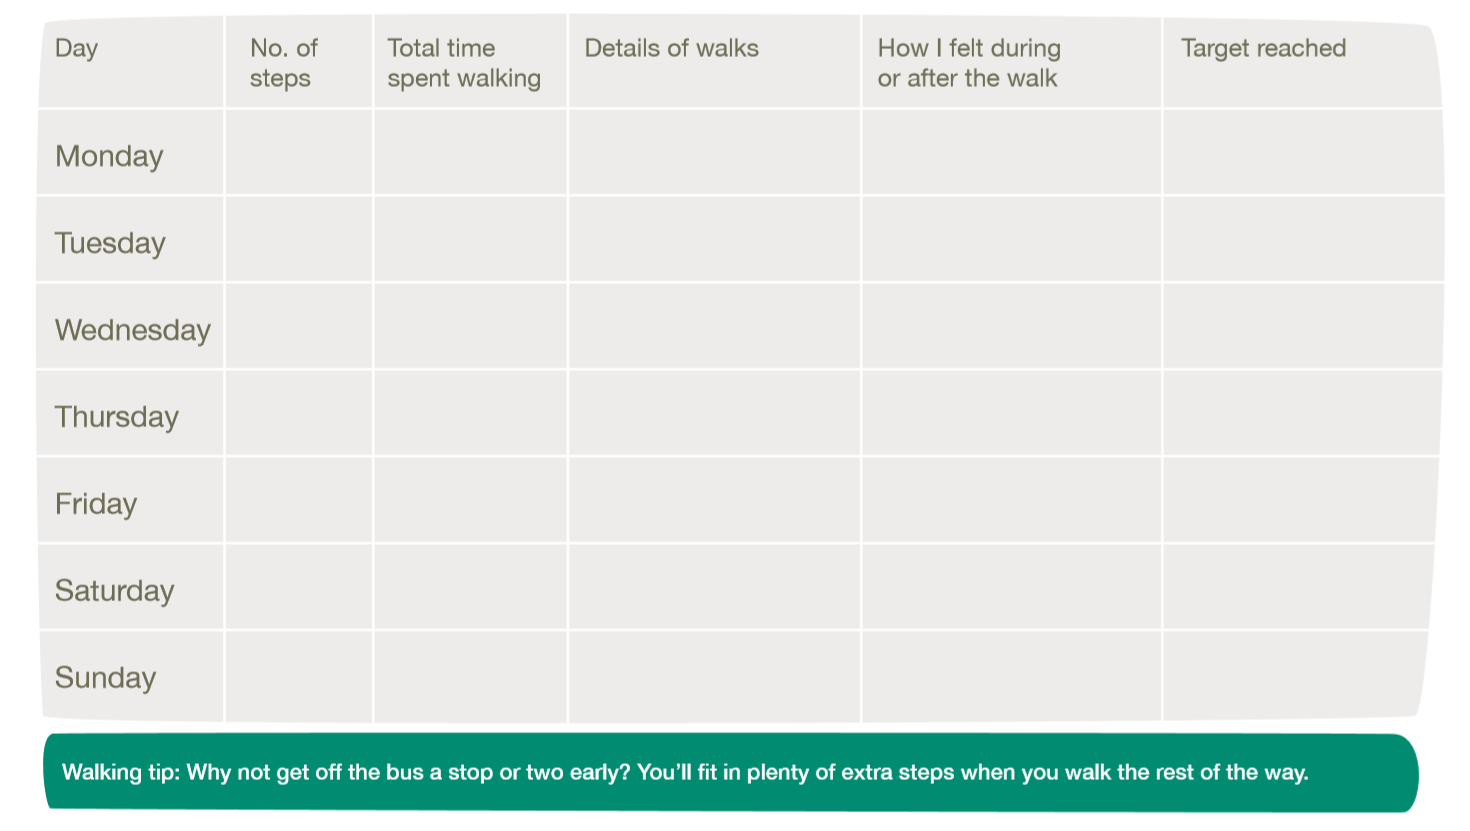 Day
No. of
steps
Total time
spent walking
Details of walks
How I felt during
or after the walk
Target reached
Monday
Tuesday
Wednesday
Thursday
Friday
Saturday
Sunday
Walking tip: Why not get off the bus a stop or two early? You’ll fit in plenty of extra steps when you walk the rest of the way.